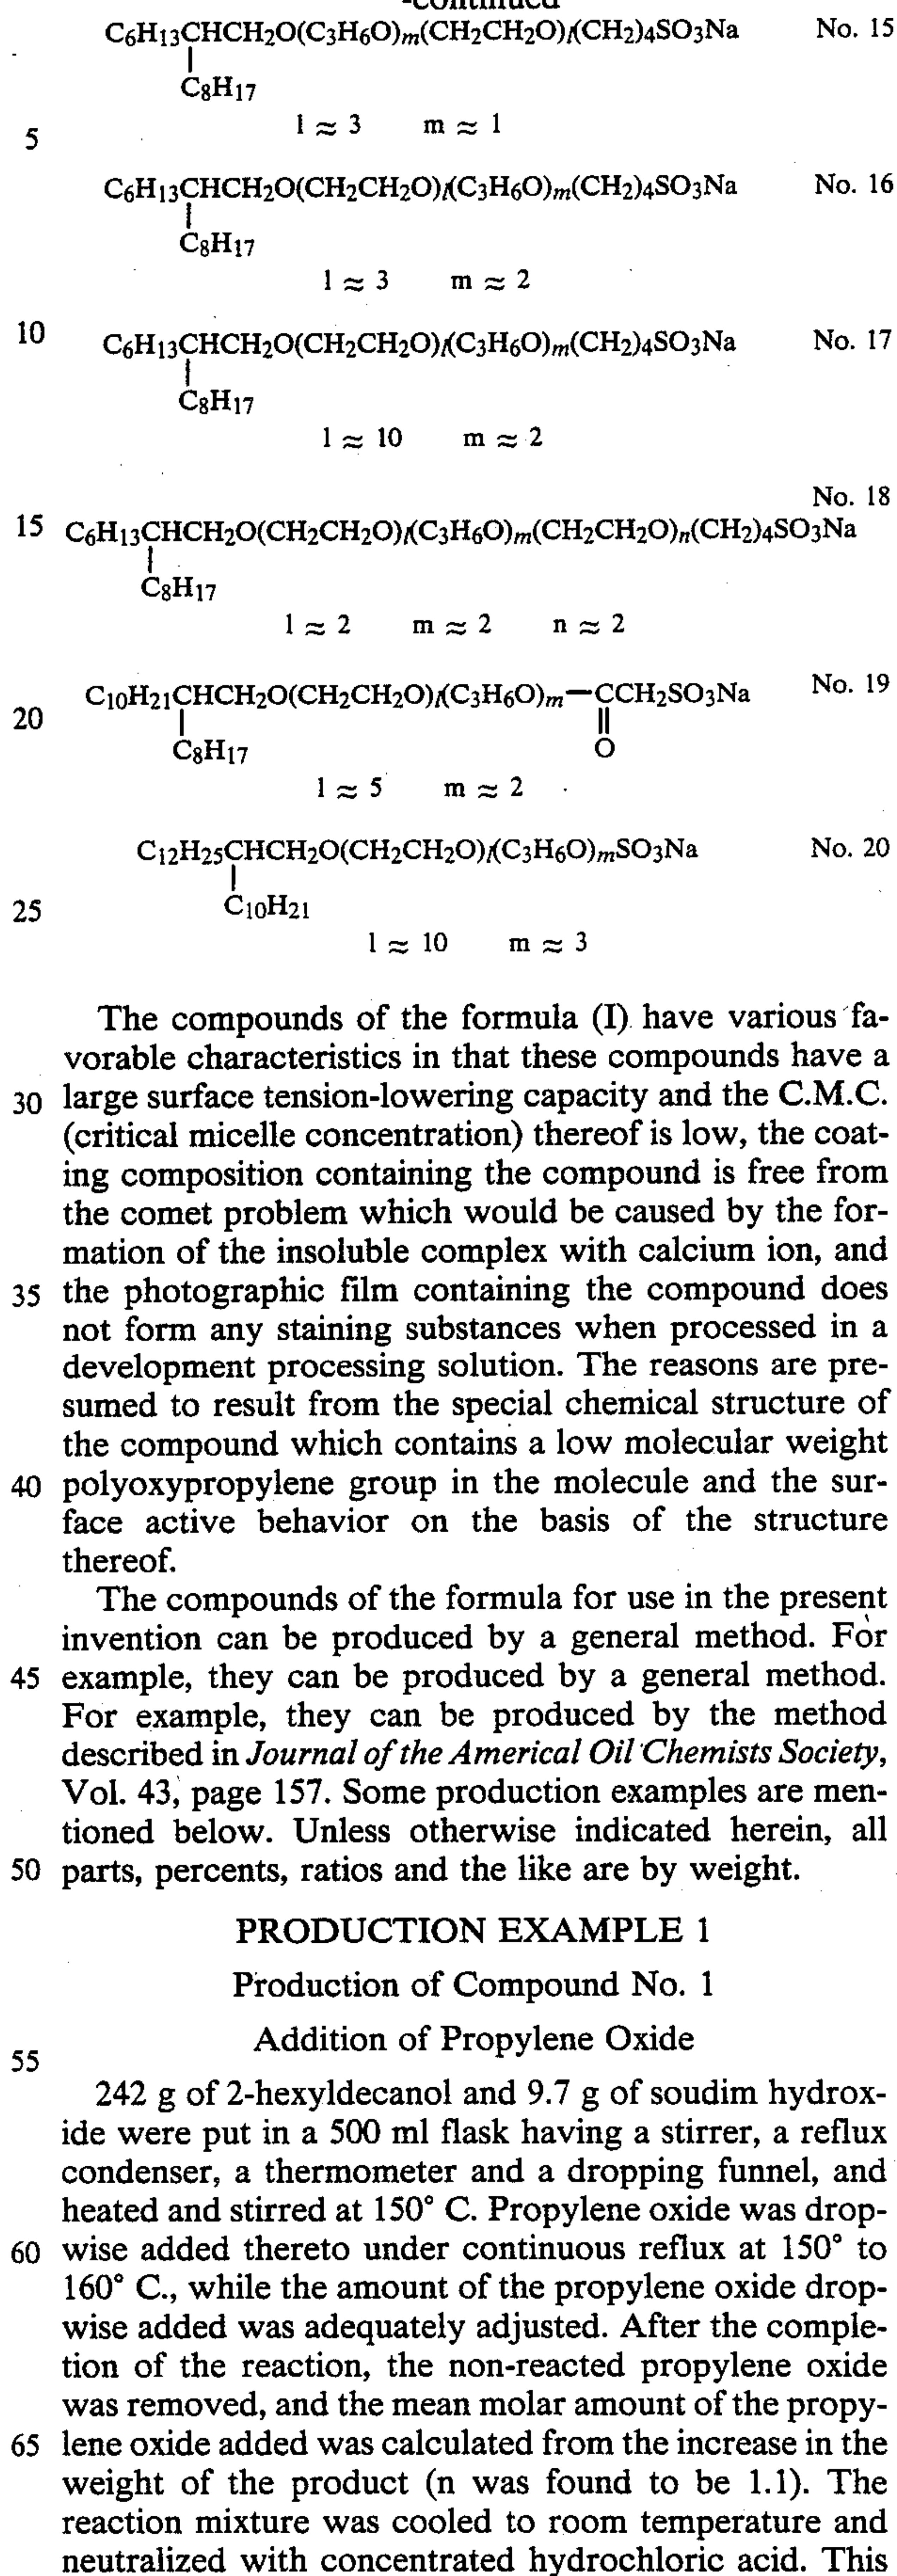 -continued
C6H13CHCH2O(C3H6O)m(CH2CH2O)l(CH2)4SO3Na No. 15
C8H17
5 l ≈ 3 m ≈ 1
C6H13CHCH2O(CH2CH2O)l(C3H6O)m(CH2)4SO3Na No. 16
C8H17
l ≈ 3 m ≈ 2
10 C6H13CHCH2O(CH2CH2O)l(C3H6O)m(CH2)4SO3Na No. 17
C8H17
l ≈ 10 m ≈ 2
No. 18
15 C6H13CHCH2O(CH2CH2O)l(C3H6O)m(CH2CH2O)n(CH2)4SO3Na
C8H17
l ≈ 2 m ≈ 2 n ≈ 2
C10H21CHCH2O(CH2CH2O)l(C3H6O)m—CCH2SO3Na No. 19
20
C8H17 O
l ≈ 5 m ≈ 2
C12H25CHCH2O(CH2CH2O)l(C3H6O)mSO3Na No. 20
25 C10H21
l ≈ 10 m ≈ 3
The compounds of the formula (I) have various fa-
vorable characteristics in that these compounds have a
30 large surface tension-lowering capacity and the C.M.C.
(critical micelle concentration) thereof is low, the coat-
ing composition containing the compound is free from
the comet problem which would be caused by the for-
mation of the insoluble complex with calcium ion, and
35 the photographic film containing the compound does
not form any staining substances when processed in a
development processing solution. The reasons are pre-
sumed to result from the special chemical structure of
the compound which contains a low molecular weight
40 polyoxypropylene group in the molecule and the sur-
face active behavior on the basis of the structure
thereof.
The compounds of the formula for use in the present
invention can be produced by a general method. For
45 example, they can be produced by a general method.
For example, they can be produced by the method
described in Journal of the Americal Oil Chemists Society,
Vol. 43, page 157. Some production examples are men-
tioned below. Unless otherwise indicated herein, all
50 parts, percents, ratios and the like are by weight.
PRODUCTION EXAMPLE 1
Production of Compound No. 1
Addition of Propylene Oxide
55
242 g of 2-hexyldecanol and 9.7 g of soudim hydrox-
ide were put in a 500 ml flask having a stirrer, a reflux
condenser, a thermometer and a dropping funnel, and
heated and stirred at 150° C. Propylene oxide was drop-
60 wise added thereto under continuous reflux at 150° to
160° C., while the amount of the propylene oxide drop-
wise added was adequately adjusted. After the comple-
tion of the reaction, the non-reacted propylene oxide
was removed, and the mean molar amount of the propy-
65 lene oxide added was calculated from the increase in the
weight of the product (n was found to be 1.1). The
reaction mixture was cooled to room temperature and
neutralized with concentrated hydrochloric acid. This